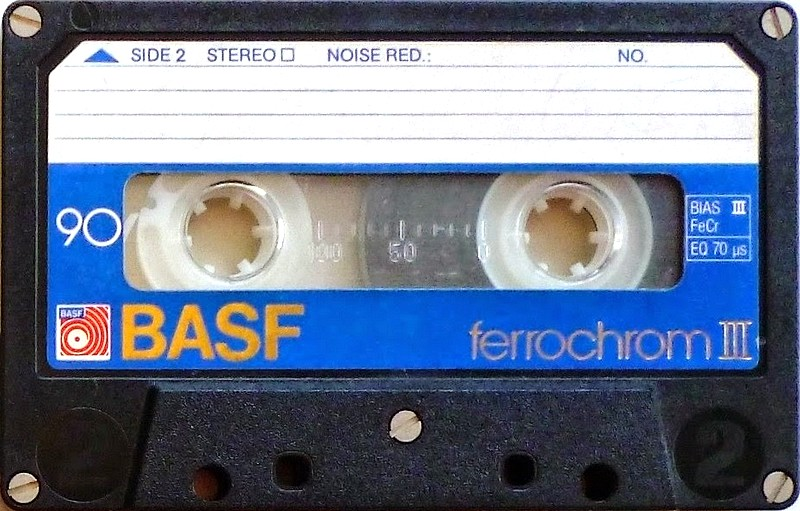 SIDE 2 STEREO NOISE RED.: NO.
90
100 50 0
BIAS III
FeCr
EQ 70 µs
BASF
BASF
ferrochrom III
2 2